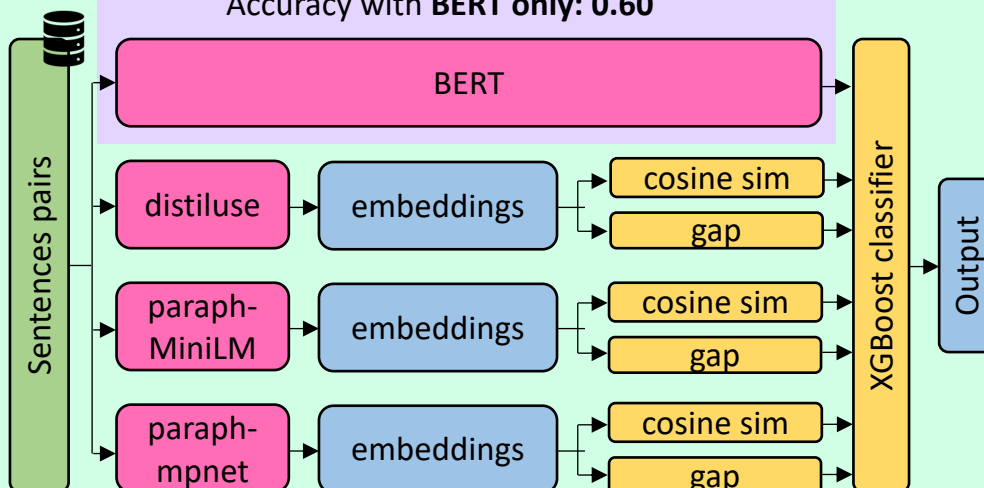 Accuracy with BERT only: 0.60
BERT
Sentences pairs
distiluse
embeddings
cosine sim
gap
paraph-
MiniLM
embeddings
cosine sim
gap
paraph-
mpnet
embeddings
cosine sim
gap
XGBoost classifier
Output